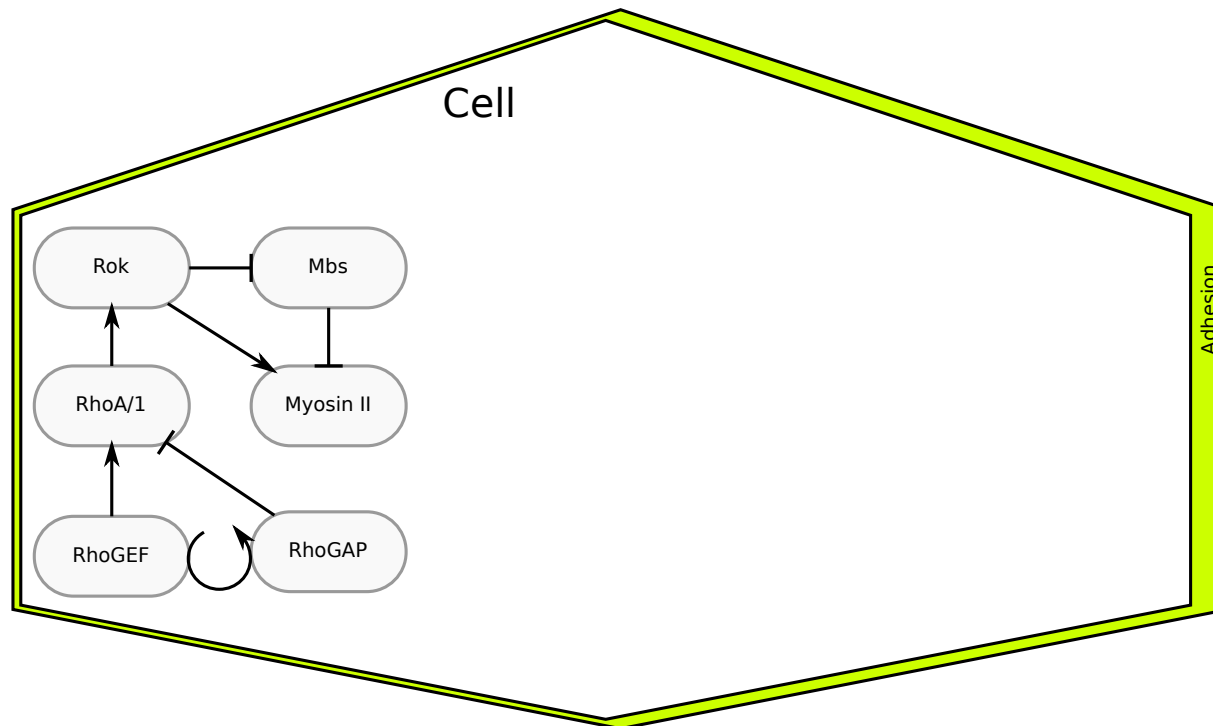 Cell
Rok
Mbs
Adhesion
RhoA/1
Myosin II
RhoGEF
RhoGAP